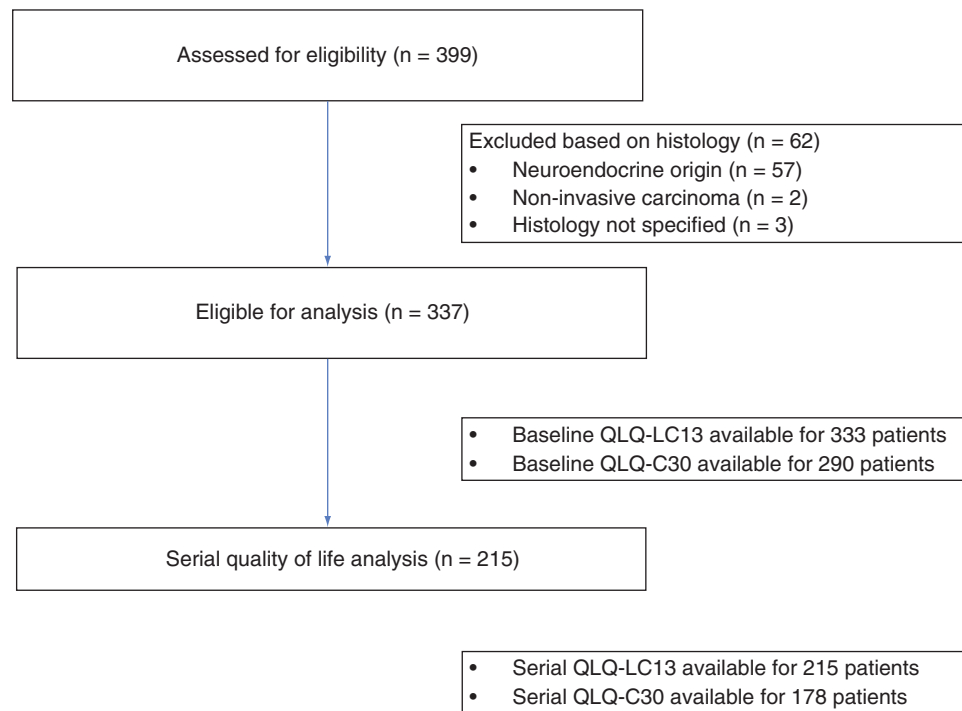 Assessed for eligibility (n = 399)
Excluded based on histology (n = 62)
• Neuroendocrine origin (n = 57)
• Non-invasive carcinoma (n = 2)
• Histology not specified (n = 3)
Eligible for analysis (n = 337)
• Baseline QLQ-LC13 available for 333 patients
• Baseline QLQ-C30 available for 290 patients
Serial quality of life analysis (n = 215)
• Serial QLQ-LC13 available for 215 patients
• Serial QLQ-C30 available for 178 patients